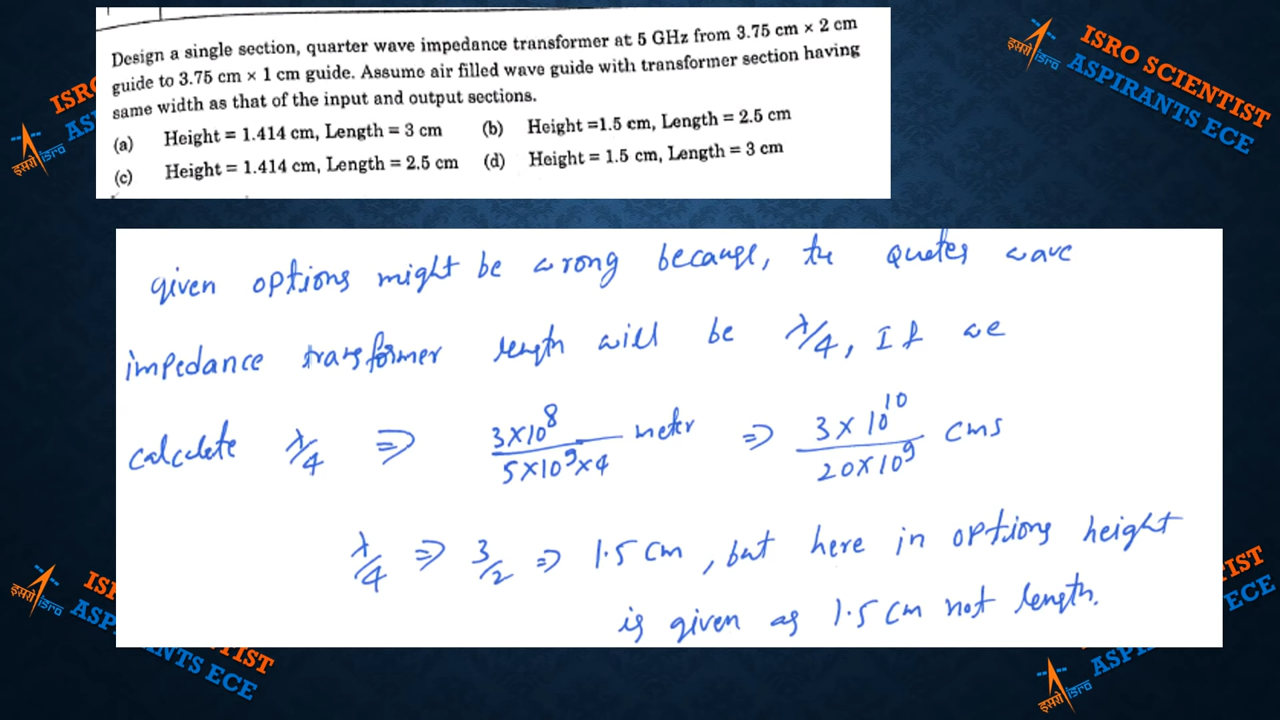 Design a single section, quarter wave impedance transformer at 5 GHz from 3.75 cm × 2 cm
guide to 3.75 cm × 1 cm guide. Assume air filled wave guide with transformer section having
same width as that of the input and output sections.
(a) Height = 1.414 cm, Length = 3 cm (b) Height =1.5 cm, Length = 2.5 cm
(c) Height = 1.414 cm, Length = 2.5 cm (d) Height = 1.5 cm, Length = 3 cm
given options might be wrong because, the quater wave
impedance transformer length will be λ/4, If we
calculate λ/4 ⇒ 3×10^8 / 5×10^9×4 meter ⇒ 3×10^10 / 20×10^9 cms
λ/4 ⇒ 3/2 ⇒ 1.5 cm, but here in options height
is given as 1.5 cm not length.
इसरो isro
ISRO SCIENTIST
ASPIRANTS ECE